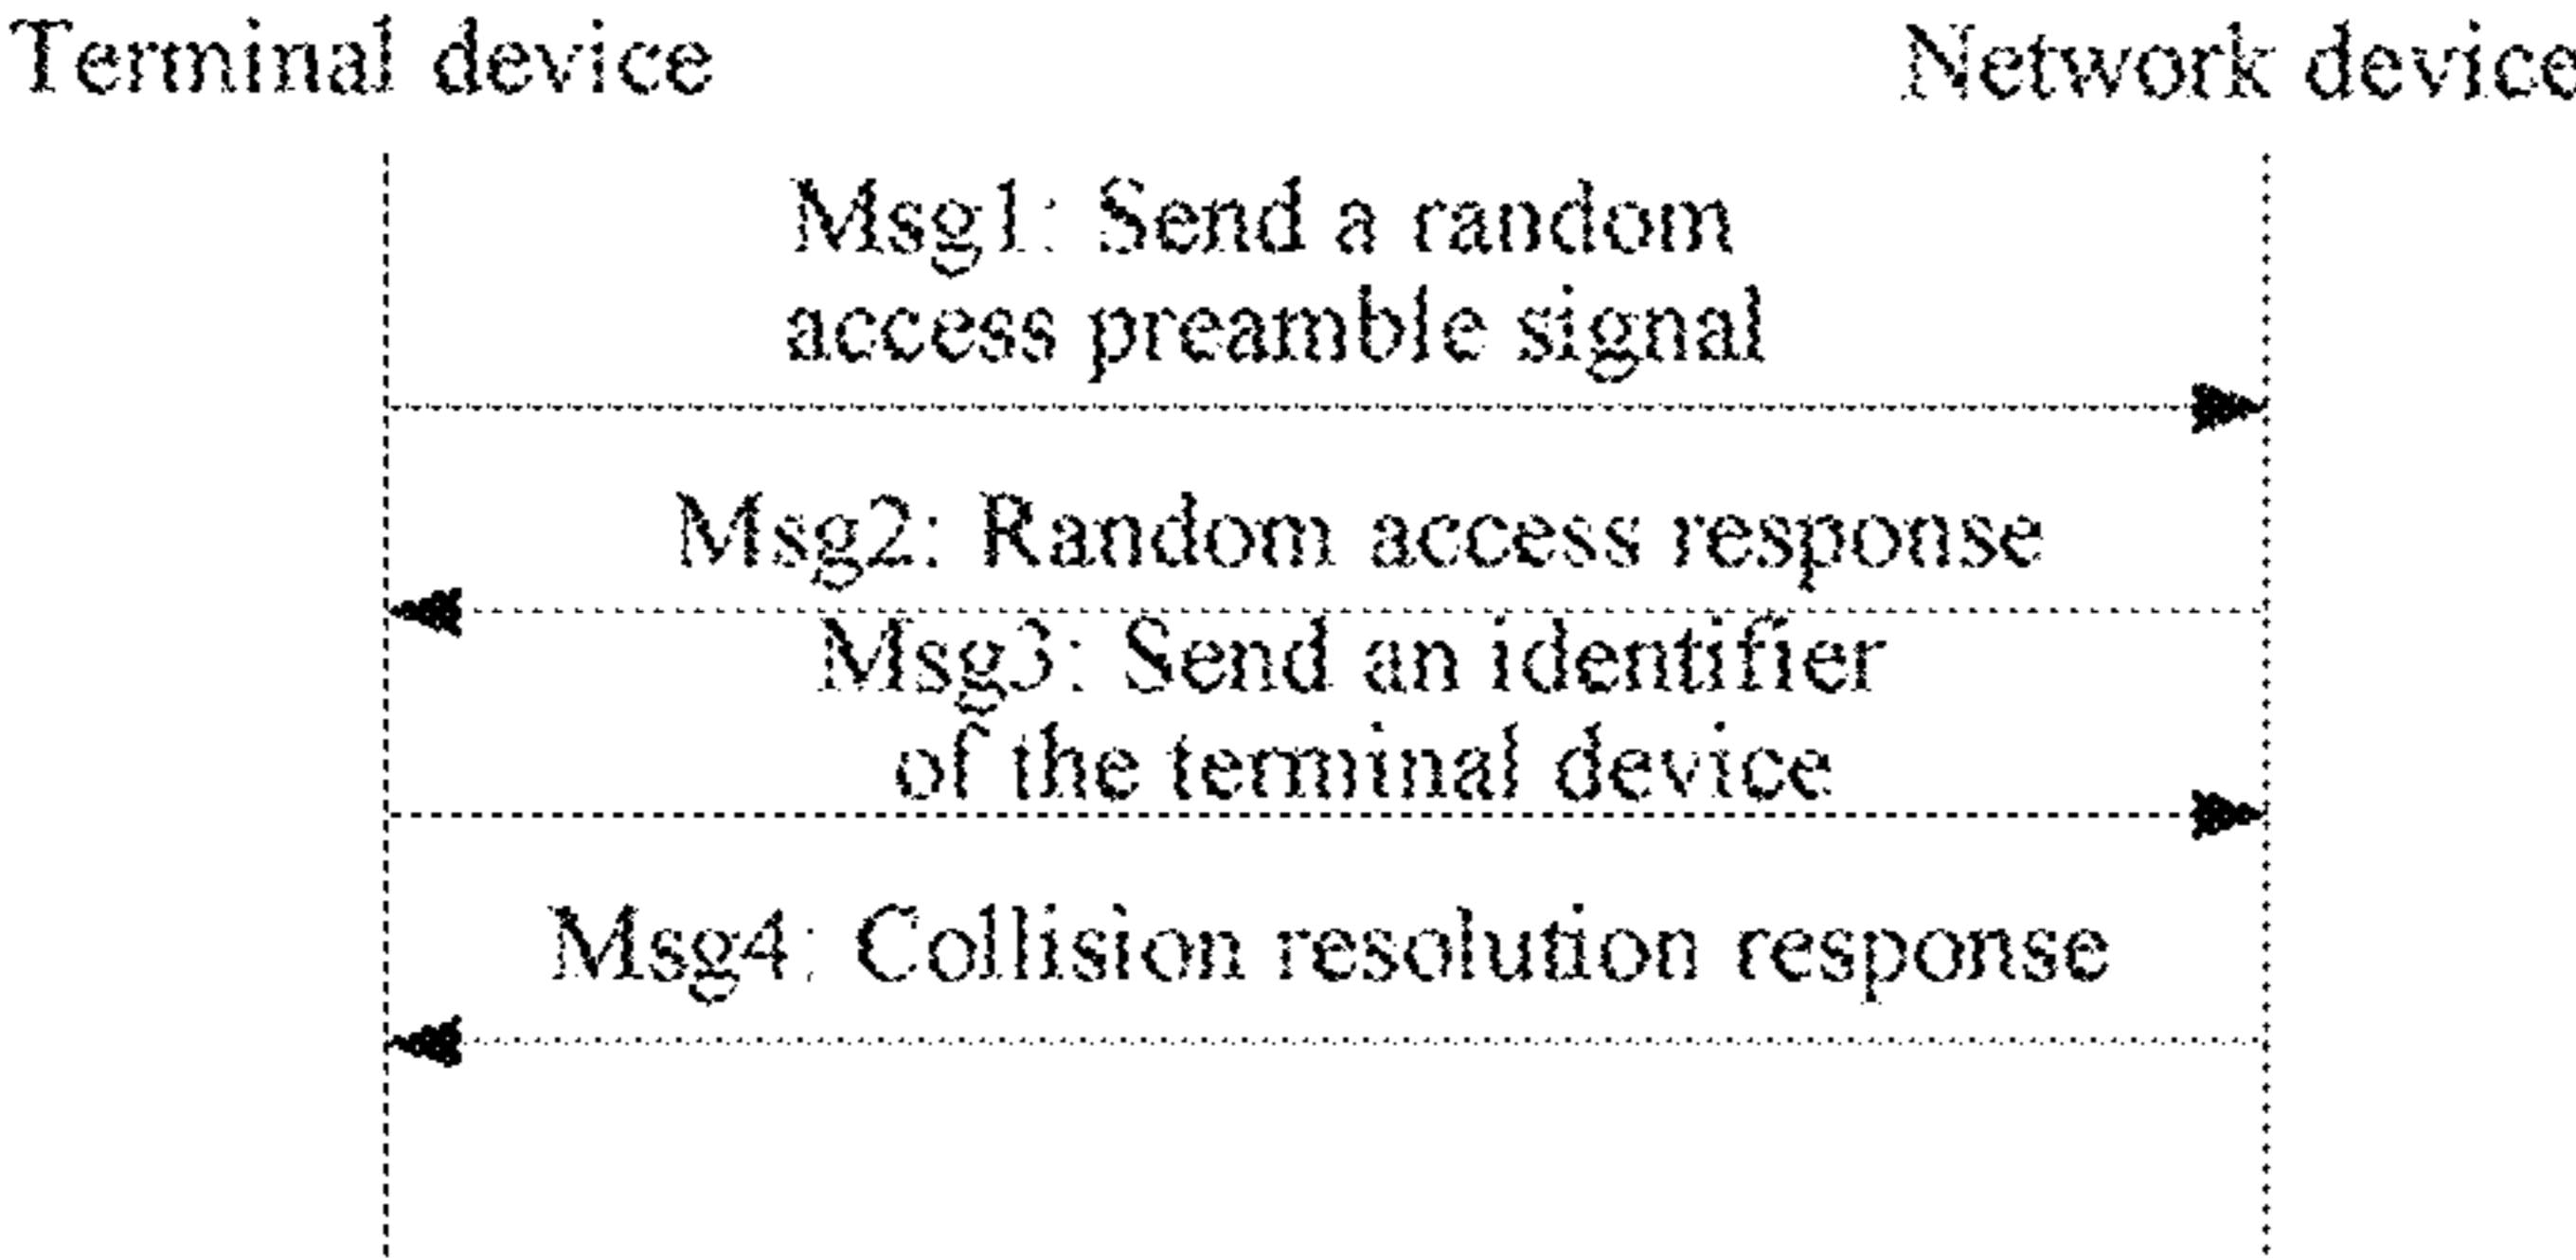 Terminal device
Network device
Msg1: Send a random
access preamble signal
Msg2: Random access response
Msg3: Send an identifier
of the terminal device
Msg4: Collision resolution response